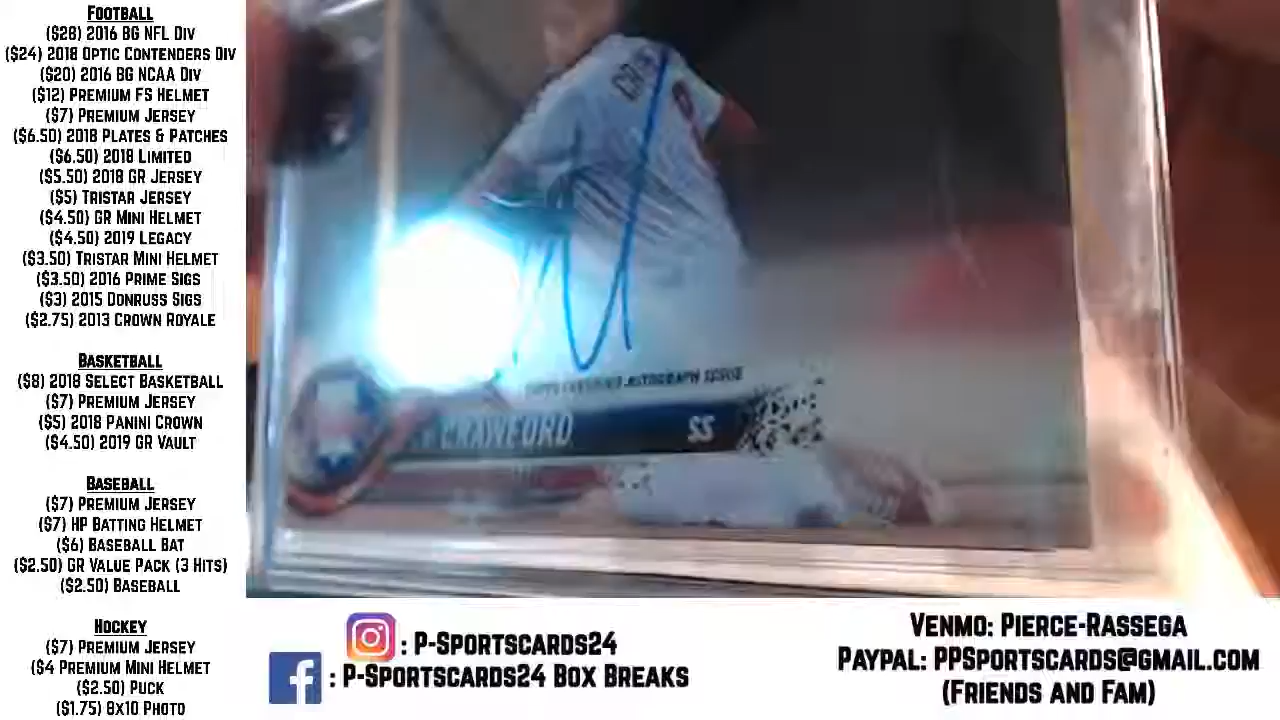 Football
($28) 2016 BG NFL Div
($24) 2018 Optic Contenders Div
($20) 2016 BG NCAA Div
($12) Premium FS Helmet
($7) Premium Jersey
($6.50) 2018 Plates & Patches
($6.50) 2018 Limited
($5.50) 2018 GR Jersey
($5) Tristar Jersey
($4.50) GR Mini Helmet
($4.50) 2019 Legacy
($3.50) Tristar Mini Helmet
($3.50) 2016 Prime Sigs
($3) 2015 Donruss Sigs
($2.75) 2013 Crown Royale
Basketball
($8) 2018 Select Basketball
($7) Premium Jersey
($5) 2018 Panini Crown
($4.50) 2019 GR Vault
Baseball
($7) Premium Jersey
($7) HP Batting Helmet
($6) Baseball Bat
($2.50) GR Value Pack (3 Hits)
($2.50) Baseball
Hockey
($7) Premium Jersey
($4 Premium Mini Helmet
($2.50) Puck
($1.75) 8x10 Photo
AUTOGRAPH ISSUE
CRAWFORD SS
: P-Sportscards24
: P-Sportscards24 Box Breaks
Venmo: Pierce-Rassega
Paypal: PPSportscards@gmail.com
(Friends and Fam)